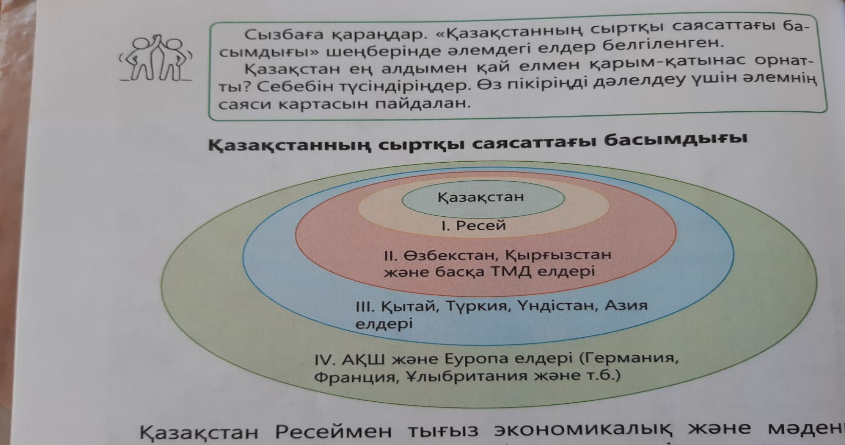 Сызбаға қараңдар. «Қазақстанның сыртқы саясаттағы ба-
сымдығы» шеңберінде әлемдегі елдер белгіленген.
Қазақстан ең алдымен қай елмен қарым-қатынас орнат-
ты? Себебін түсіндіріңдер. Өз пікіріңді дәлелдеу үшін әлемнің
саяси картасын пайдалан.
Қазақстанның сыртқы саясаттағы басымдығы
Қазақстан
I. Ресей
II. Өзбекстан, Қырғызстан
және басқа ТМД елдері
III. Қытай, Түркия, Үндістан, Азия
елдері
IV. АҚШ және Еуропа елдері (Германия,
Франция, Ұлыбритания және т.б.)
Қазақстан Ресеймен тығыз экономикалық және мәден